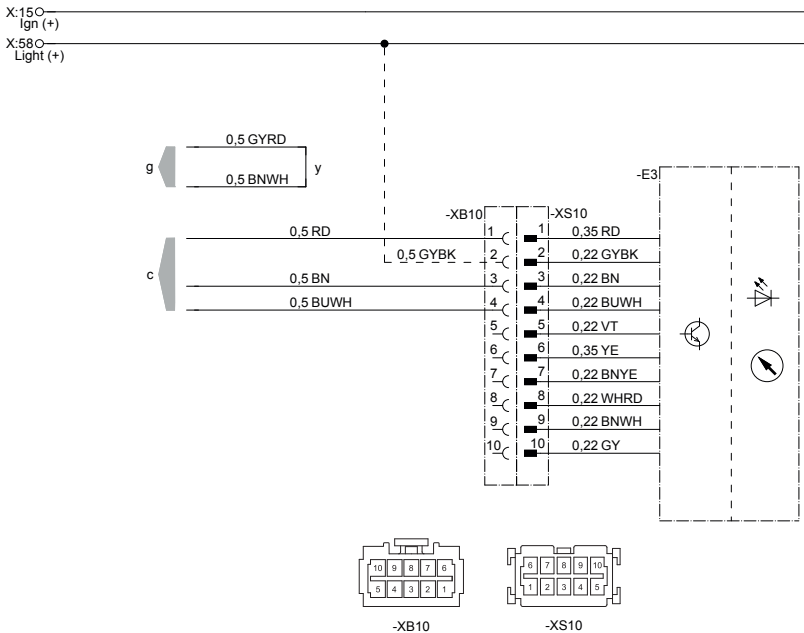 X:15
Ign (+)
X:58
Light (+)
0,5 GYRD
g
y
0,5 BNWH
-E3
-XB10
-XS10
0,5 RD
1
1
0,35 RD
0,5 GYBK
2
2
0,22 GYBK
c
0,5 BN
3
3
0,22 BN
0,5 BUWH
4
4
0,22 BUWH
5
5
0,22 VT
6
6
0,35 YE
7
7
0,22 BNYE
8
8
0,22 WHRD
9
9
0,22 BNWH
10
10
0,22 GY
10 9 8 7 6
5 4 3 2 1
-XB10
6 7 8 9 10
1 2 3 4 5
-XS10